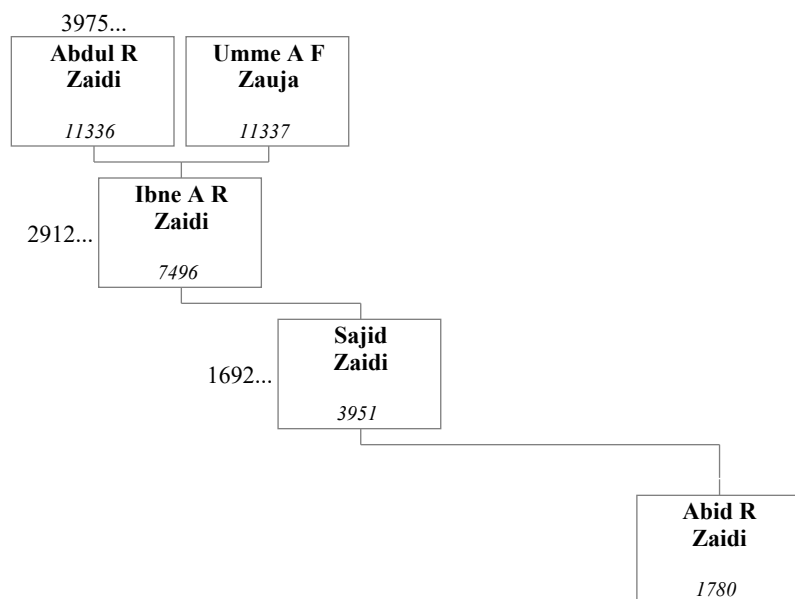 3975...
Abdul R
Zaidi
11336
Umme A F
Zauja
11337
2912...
Ibne A R
Zaidi
7496
1692...
Sajid
Zaidi
3951
Abid R
Zaidi
1780